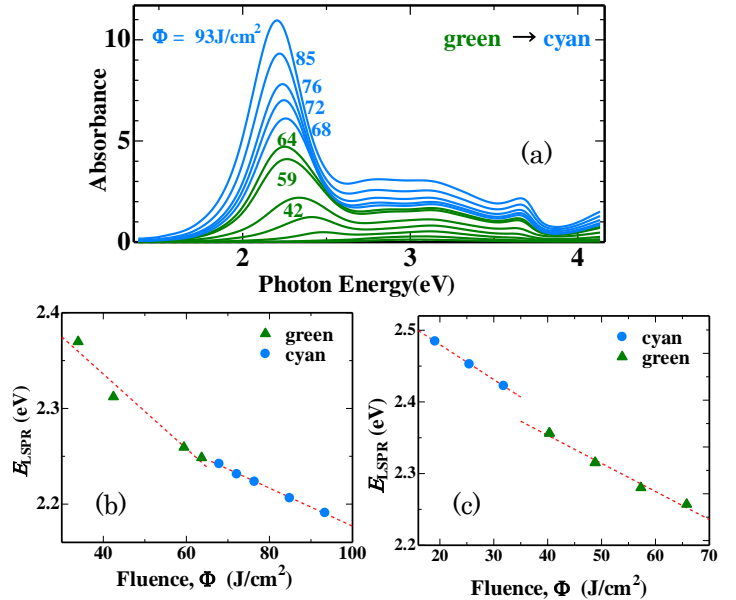 Φ = 93J/cm²
green → cyan
85
76
72
68
64
59
42
(a)
Absorbance
10
5
0
2
3
4
Photon Energy(eV)
2.4
2.3
2.2
E_LSPR (eV)
green
cyan
(b)
40
60
80
100
Fluence, Φ (J/cm²)
2.5
2.4
2.3
2.2
E_LSPR (eV)
cyan
green
(c)
20
30
40
50
60
70
Fluence, Φ (J/cm²)